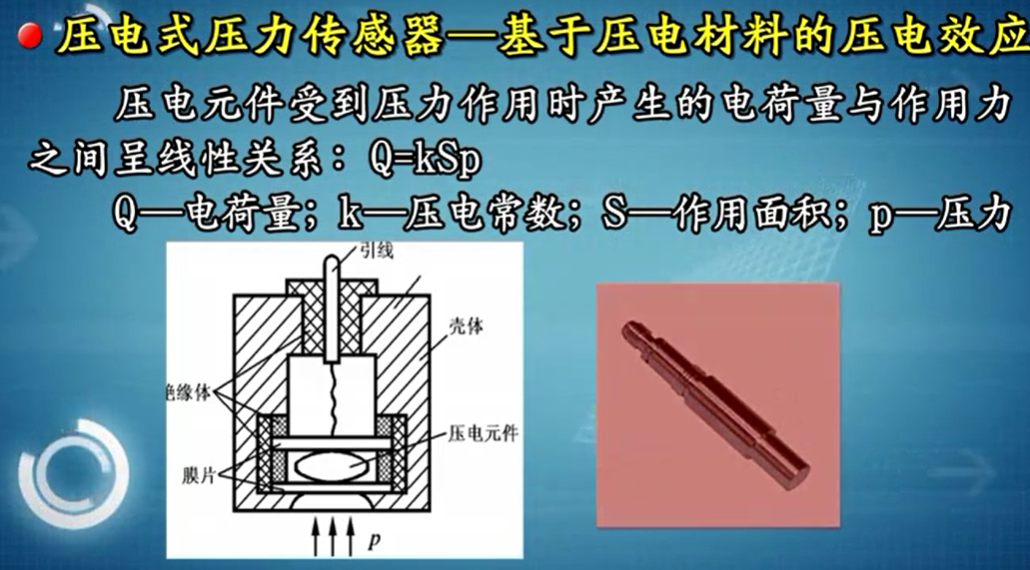 压电式压力传感器—基于压电材料的压电效应
压电元件受到压力作用时产生的电荷量与作用力
之间呈线性关系：Q=kSp
Q—电荷量；k—压电常数；S—作用面积；p—压力
引线
壳体
绝缘体
压电元件
膜片
p